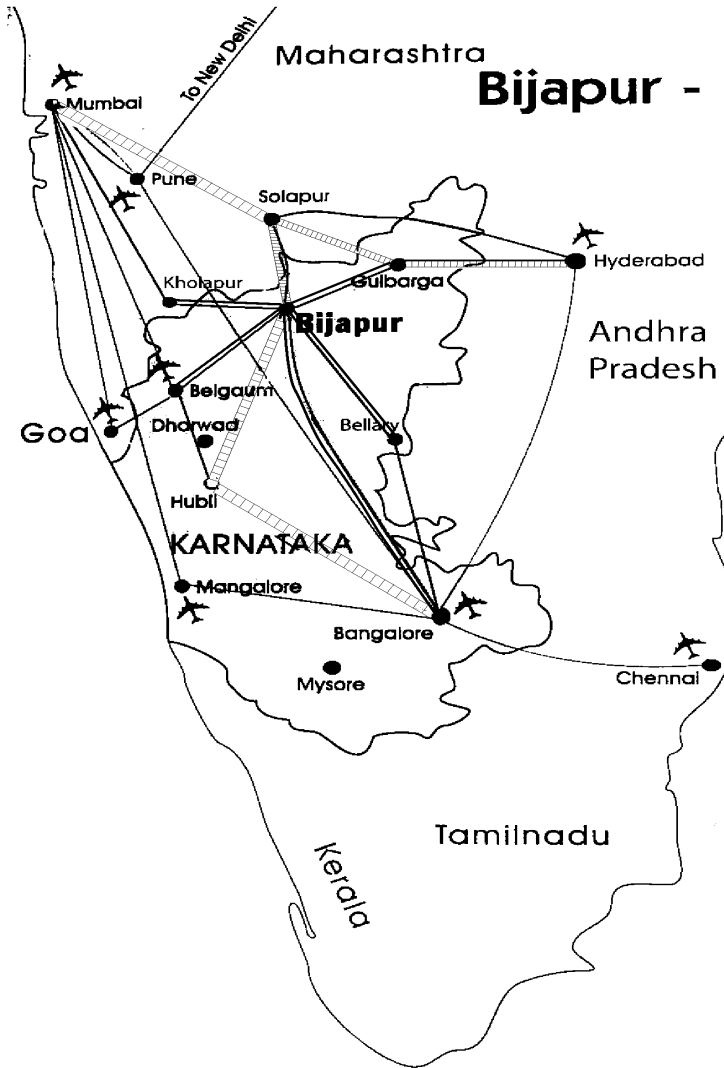 Maharashtra
Bijapur -
To New Delhi
Mumbai
Pune
Solapur
Hyderabad
Gulbarga
Kholapur
Bijapur
Andhra
Pradesh
Belgaum
Goa
Dharwad
Bellary
Hubli
KARNATAKA
Mangalore
Bangalore
Chennai
Mysore
Tamilnadu
Kerala